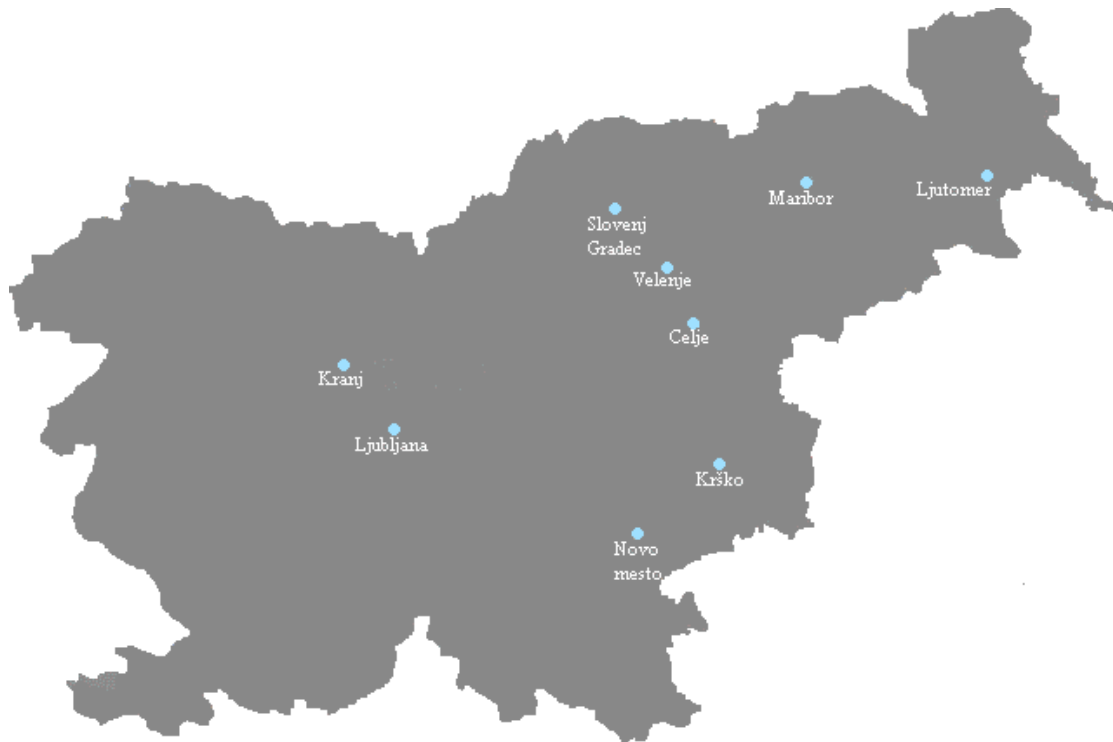 Maribor
Ljutomer
Slovenj
Gradec
Velenje
Celje
Kranj
Ljubljana
Krško
Novo
mesto